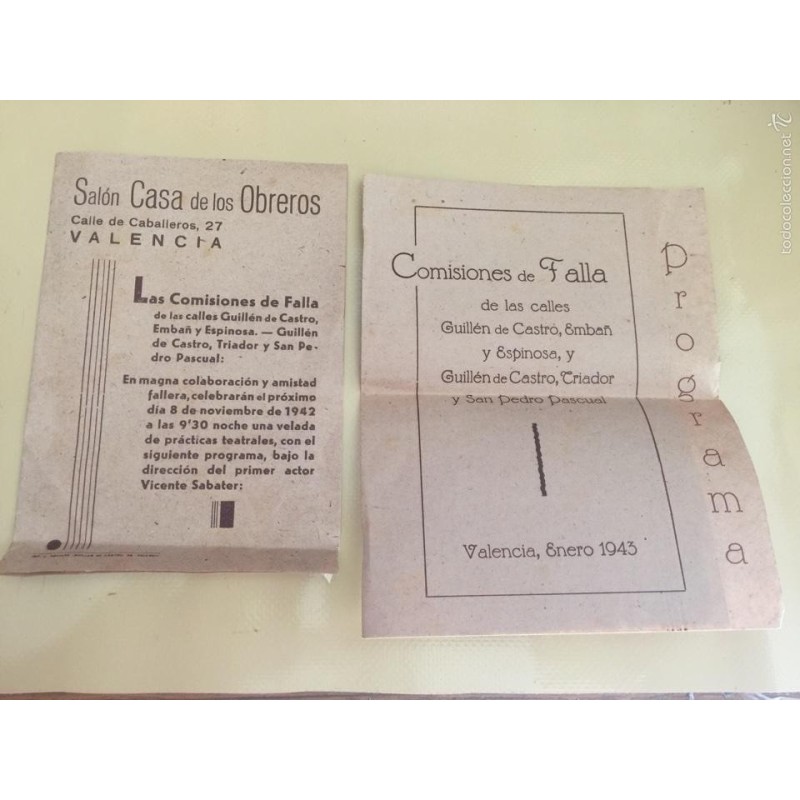 Salón Casa de los Obreros
Calle de Caballeros, 27
VALENCIA
Las Comisiones de Falla
de las calles Guillén de Castro,
Embañ y Espinosa. — Guillén
de Castro, Triador y San Pe-
dro Pascual:
En magna colaboración y amistad
fallera, celebrarán el próximo
día 8 de noviembre de 1942
a las 9'30 noche una velada
de prácticas teatrales, con el
siguiente programa, bajo la
dirección del primer actor
Vicente Sabater:
Comisiones de Falla
de las calles
Guillén de Castro, Embañ
y Espinosa, y
Guillén de Castro, Triador
y San Pedro Pascual
Valencia, Enero 1943
Programa
todocoleccion.net